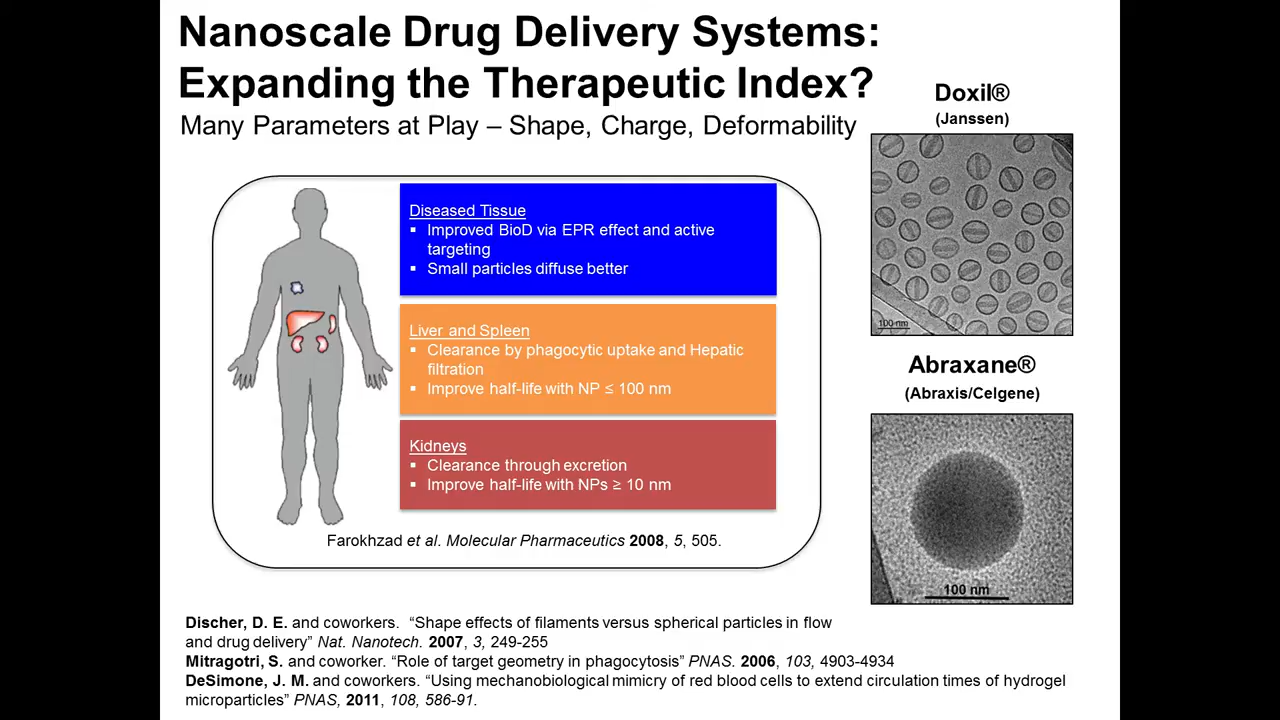 Nanoscale Drug Delivery Systems:
Expanding the Therapeutic Index?
Many Parameters at Play – Shape, Charge, Deformability
Doxil®
(Janssen)
100 nm
Diseased Tissue
▪ Improved BioD via EPR effect and active
targeting
▪ Small particles diffuse better
Liver and Spleen
▪ Clearance by phagocytic uptake and Hepatic
filtration
▪ Improve half-life with NP ≤ 100 nm
Kidneys
▪ Clearance through excretion
▪ Improve half-life with NPs ≥ 10 nm
Farokhzad et al. Molecular Pharmaceutics 2008, 5, 505.
Abraxane®
(Abraxis/Celgene)
100 nm
Discher, D. E. and coworkers. “Shape effects of filaments versus spherical particles in flow
and drug delivery” Nat. Nanotech. 2007, 3, 249-255
Mitragotri, S. and coworker. “Role of target geometry in phagocytosis” PNAS. 2006, 103, 4903-4934
DeSimone, J. M. and coworkers. “Using mechanobiological mimicry of red blood cells to extend circulation times of hydrogel
microparticles” PNAS, 2011, 108, 586-91.